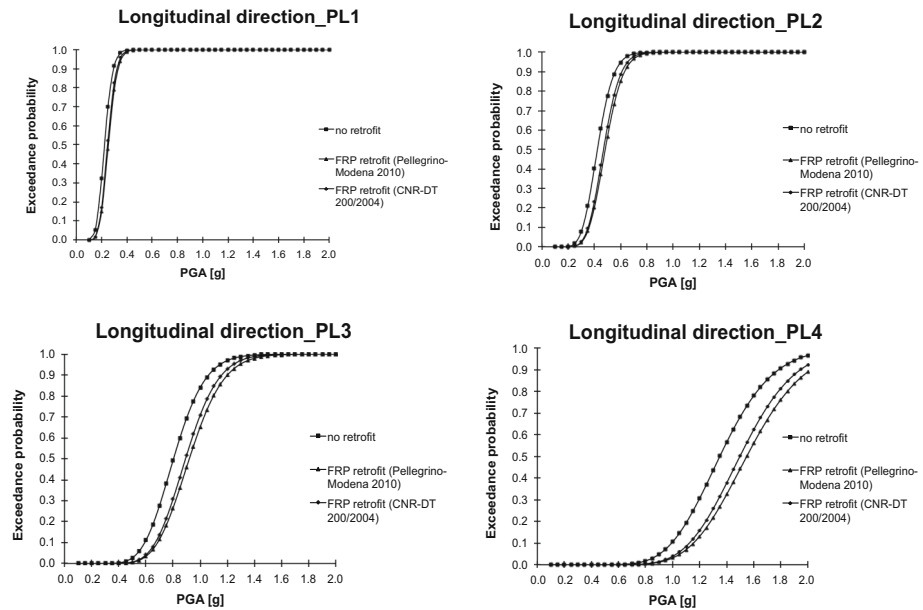 Longitudinal direction_PL1
1.0
0.9
0.8
0.7
0.6
0.5
0.4
0.3
0.2
0.1
0.0
Exceedance probability
0.0 0.2 0.4 0.6 0.8 1.0 1.2 1.4 1.6 1.8 2.0
PGA [g]
no retrofit
FRP retrofit (Pellegrino-
Modena 2010)
FRP retrofit (CNR-DT
200/2004)
Longitudinal direction_PL2
1.0
0.9
0.8
0.7
0.6
0.5
0.4
0.3
0.2
0.1
0.0
Exceedance probability
0.0 0.2 0.4 0.6 0.8 1.0 1.2 1.4 1.6 1.8 2.0
PGA [g]
no retrofit
FRP retrofit (Pellegrino-
Modena 2010)
FRP retrofit (CNR-DT
200/2004)
Longitudinal direction_PL3
1.0
0.9
0.8
0.7
0.6
0.5
0.4
0.3
0.2
0.1
0.0
Exceedance probability
0.0 0.2 0.4 0.6 0.8 1.0 1.2 1.4 1.6 1.8 2.0
PGA [g]
no retrofit
FRP retrofit (Pellegrino-
Modena 2010)
FRP retrofit (CNR-DT
200/2004)
Longitudinal direction_PL4
1.0
0.9
0.8
0.7
0.6
0.5
0.4
0.3
0.2
0.1
0.0
Exceedance probability
0.0 0.2 0.4 0.6 0.8 1.0 1.2 1.4 1.6 1.8 2.0
PGA [g]
no retrofit
FRP retrofit (Pellegrino-
Modena 2010)
FRP retrofit (CNR-DT
200/2004)